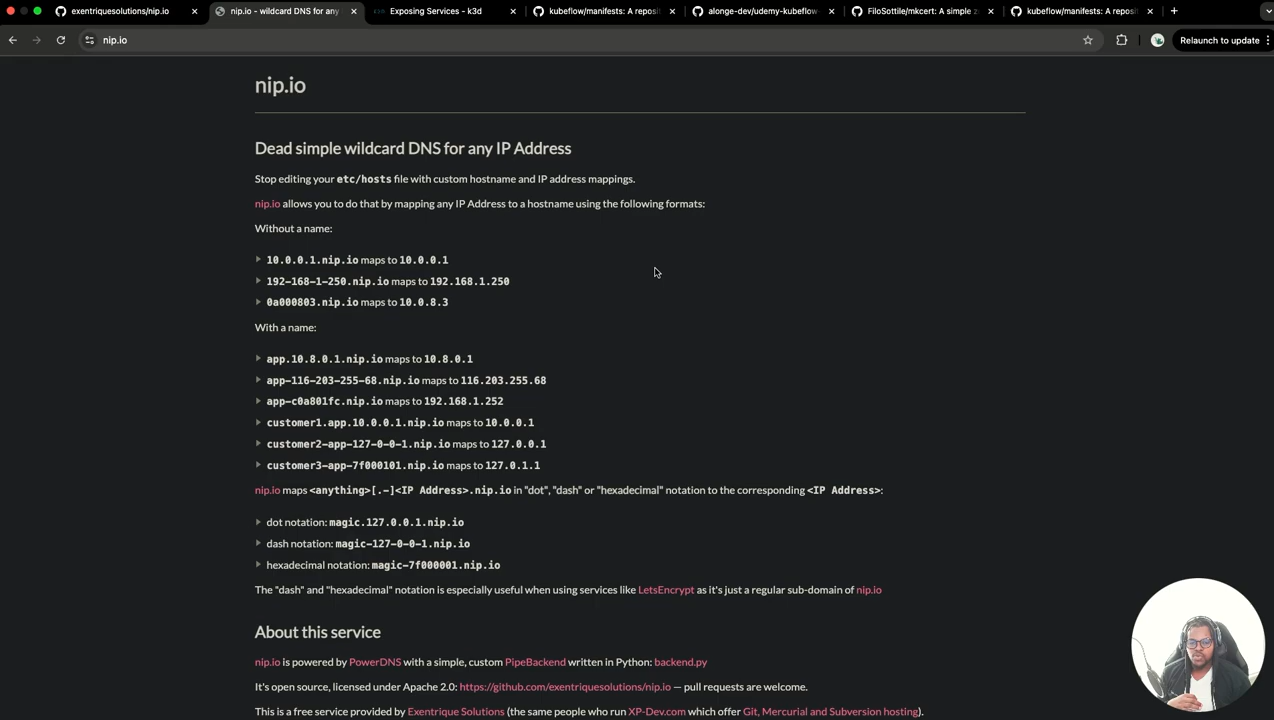 exentriquesolutions/nip.io
nip.io - wildcard DNS for any
Exposing Services - k3d
kubeflow/manifests: A reposit
alonge-dev/udemy-kubeflow-
FiloSottile/mkcert: A simple z
kubeflow/manifests: A reposit
nip.io
Relaunch to update
nip.io
Dead simple wildcard DNS for any IP Address
Stop editing your etc/hosts file with custom hostname and IP address mappings.
nip.io allows you to do that by mapping any IP Address to a hostname using the following formats:
Without a name:
10.0.0.1.nip.io maps to 10.0.0.1
192-168-1-250.nip.io maps to 192.168.1.250
0a000803.nip.io maps to 10.0.8.3
With a name:
app.10.8.0.1.nip.io maps to 10.8.0.1
app-116-203-255-68.nip.io maps to 116.203.255.68
app-c0a801fc.nip.io maps to 192.168.1.252
customer1.app.10.0.0.1.nip.io maps to 10.0.0.1
customer2-app-127-0-0-1.nip.io maps to 127.0.0.1
customer3-app-7f000101.nip.io maps to 127.0.1.1
nip.io maps <anything>[.-]<IP Address>.nip.io in "dot", "dash" or "hexadecimal" notation to the corresponding <IP Address>:
dot notation: magic.127.0.0.1.nip.io
dash notation: magic-127-0-0-1.nip.io
hexadecimal notation: magic-7f000001.nip.io
The "dash" and "hexadecimal" notation is especially useful when using services like LetsEncrypt as it's just a regular sub-domain of nip.io
About this service
nip.io is powered by PowerDNS with a simple, custom PipeBackend written in Python: backend.py
It's open source, licensed under Apache 2.0: https://github.com/exentriquesolutions/nip.io — pull requests are welcome.
This is a free service provided by Exentrique Solutions (the same people who run XP-Dev.com which offer Git, Mercurial and Subversion hosting).